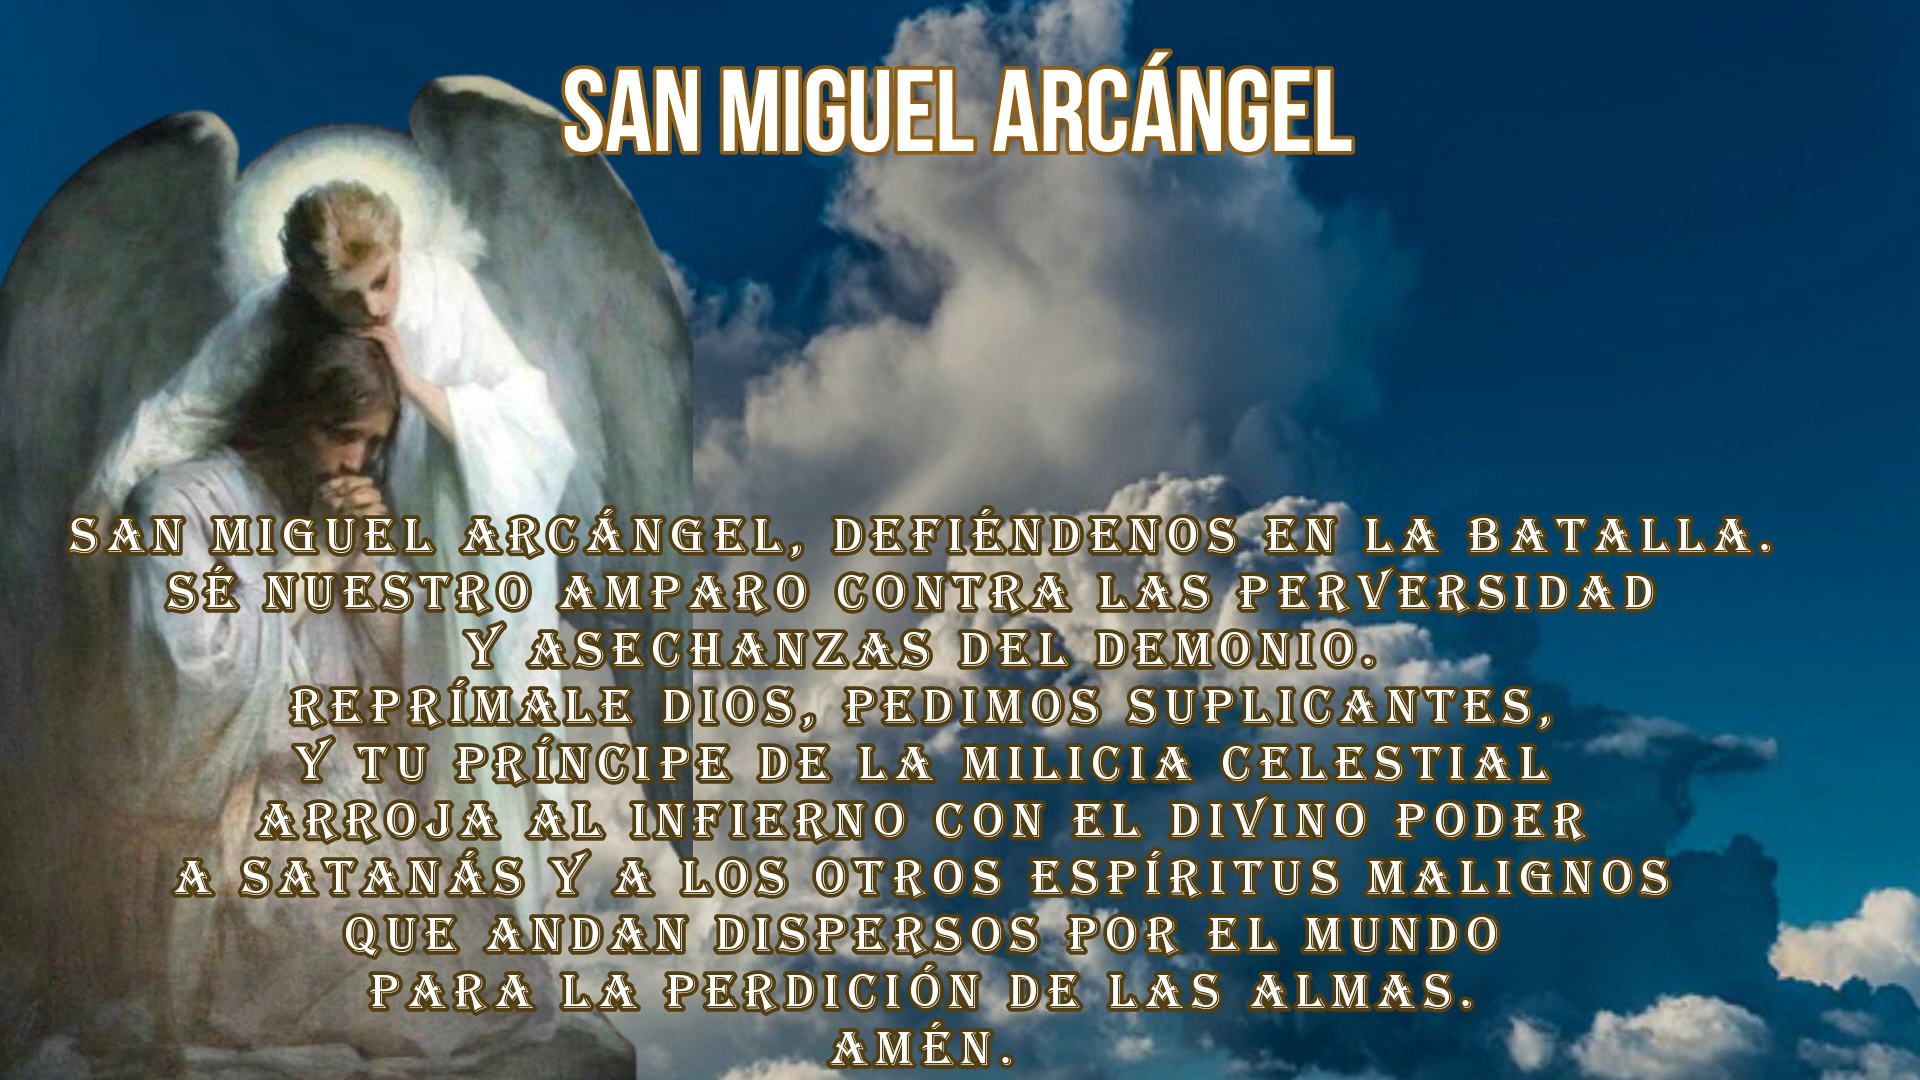 SAN MIGUEL ARCÁNGEL
SAN MIGUEL ARCÁNGEL, DEFIÉNDENOS EN LA BATALLA.
SÉ NUESTRO AMPARO CONTRA LAS PERVERSIDAD
Y ASECHANZAS DEL DEMONIO.
REPRÍMALE DIOS, PEDIMOS SUPLICANTES,
Y TU PRÍNCIPE DE LA MILICIA CELESTIAL
ARROJA AL INFIERNO CON EL DIVINO PODER
A SATANÁS Y A LOS OTROS ESPÍRITUS MALIGNOS
QUE ANDAN DISPERSOS POR EL MUNDO
PARA LA PERDICIÓN DE LAS ALMAS.
AMÉN.